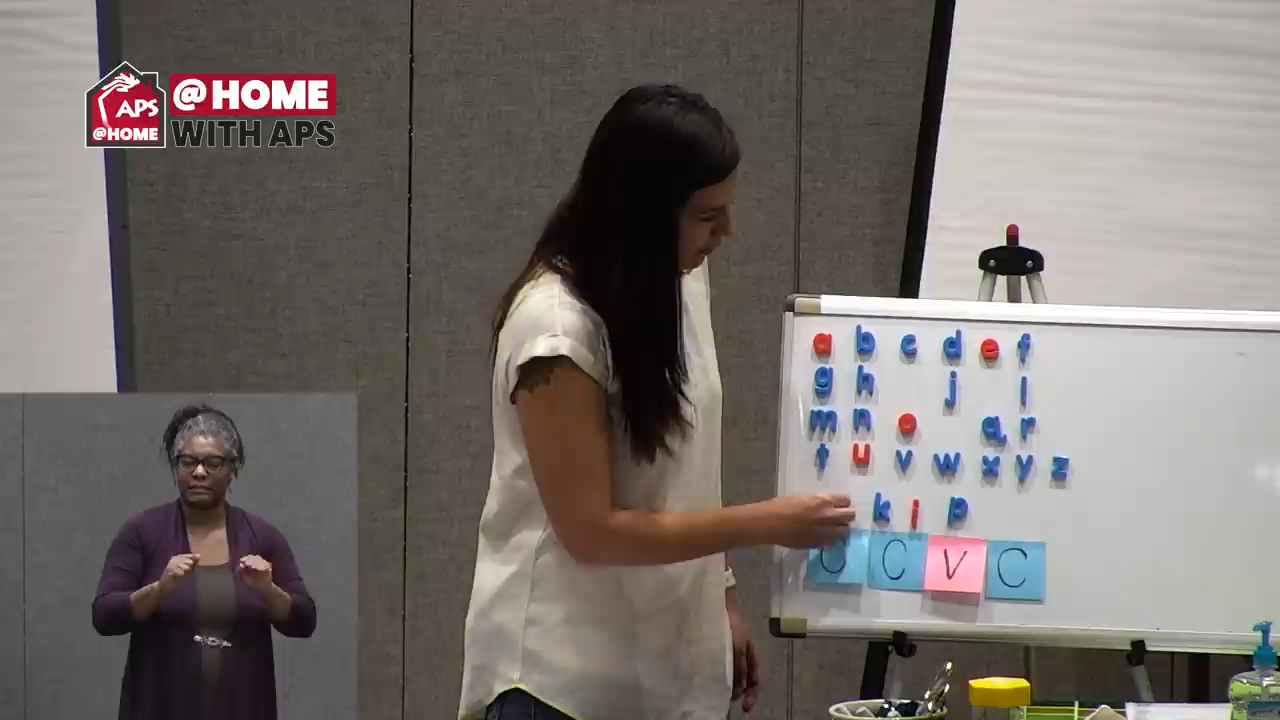 APS
@HOME
@HOME
WITH APS
a b c d e f
g h j l
m n o q r
t u v w x y z
k i p
C C V C